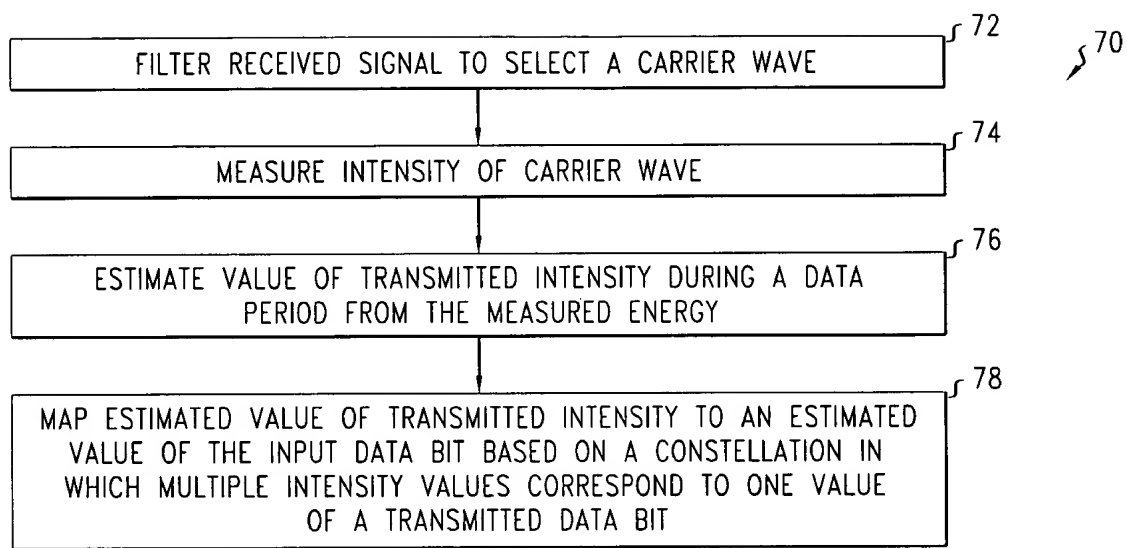 72
70
FILTER RECEIVED SIGNAL TO SELECT A CARRIER WAVE
74
MEASURE INTENSITY OF CARRIER WAVE
76
ESTIMATE VALUE OF TRANSMITTED INTENSITY DURING A DATA
PERIOD FROM THE MEASURED ENERGY
78
MAP ESTIMATED VALUE OF TRANSMITTED INTENSITY TO AN ESTIMATED
VALUE OF THE INPUT DATA BIT BASED ON A CONSTELLATION IN
WHICH MULTIPLE INTENSITY VALUES CORRESPOND TO ONE VALUE
OF A TRANSMITTED DATA BIT